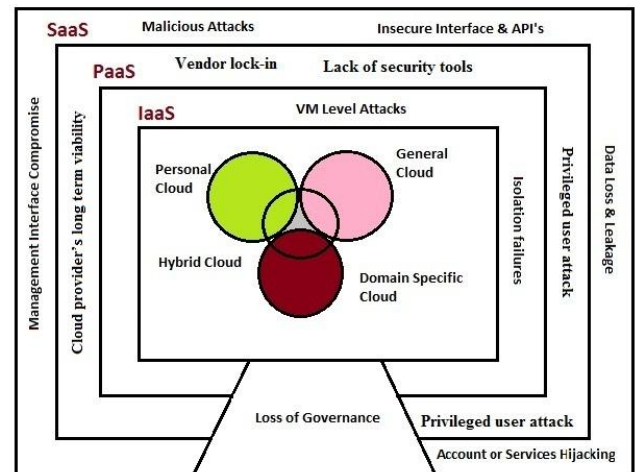 SaaS
Malicious Attacks
Insecure Interface & API's
PaaS
Vendor lock-in
Lack of security tools
IaaS
VM Level Attacks
Management Interface Compromise
Cloud provider's long term viability
Personal
Cloud
General
Cloud
Hybrid Cloud
Domain Specific
Cloud
Isolation failures
Privileged user attack
Data Loss & Leakage
Loss of Governance
Privileged user attack
Account or Services Hijacking